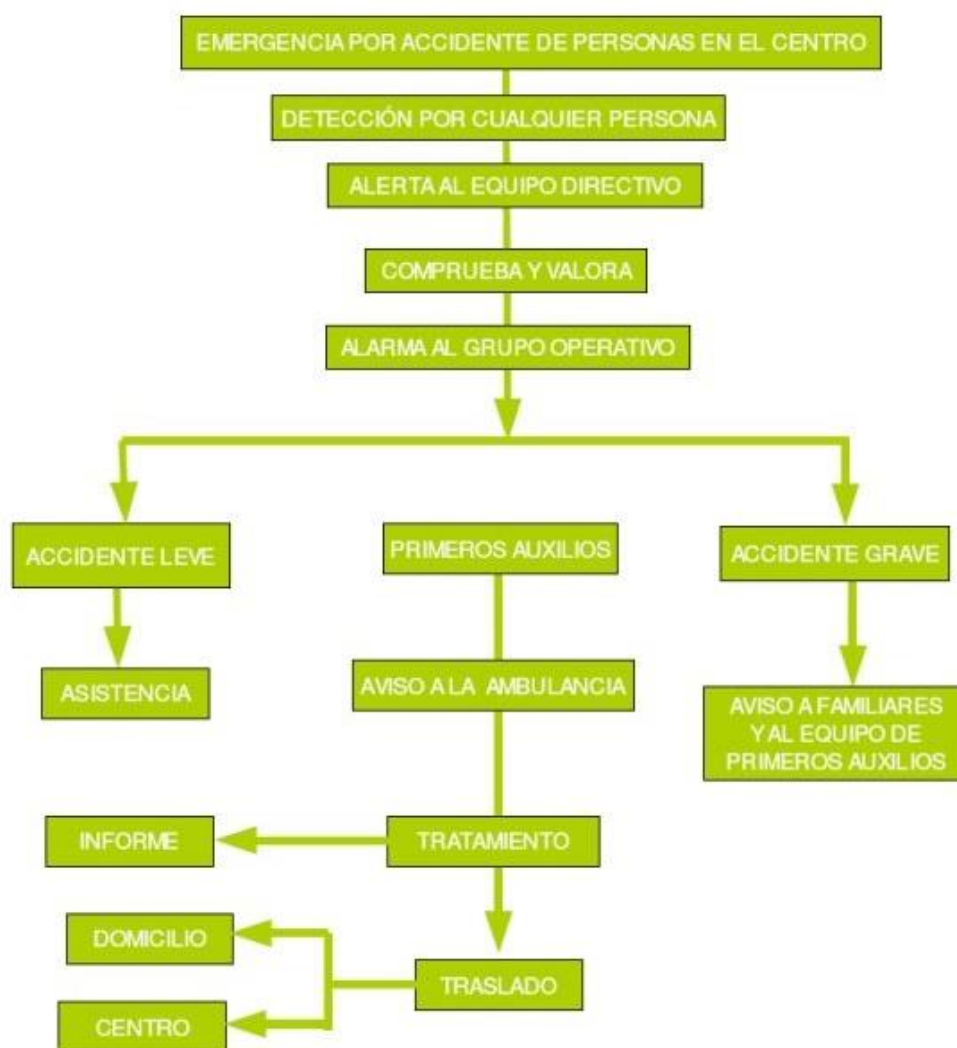 EMERGENCIA POR ACCIDENTE DE PERSONAS EN EL CENTRO
DETECCIÓN POR CUALQUIER PERSONA
ALERTA AL EQUIPO DIRECTIVO
COMPRUEBA Y VALORA
ALARMA AL GRUPO OPERATIVO
ACCIDENTE LEVE
PRIMEROS AUXILIOS
ACCIDENTE GRAVE
ASISTENCIA
AVISO A LA AMBULANCIA
AVISO A FAMILIARES
Y AL EQUIPO DE
PRIMEROS AUXILIOS
INFORME
TRATAMIENTO
DOMICILIO
TRASLADO
CENTRO